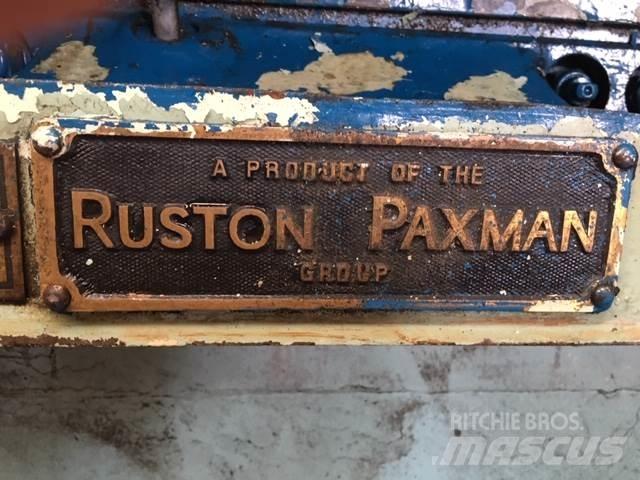 A PRODUCT OF THE
RUSTON PAXMAN
GROUP
RITCHIE BROS.
MASCUS